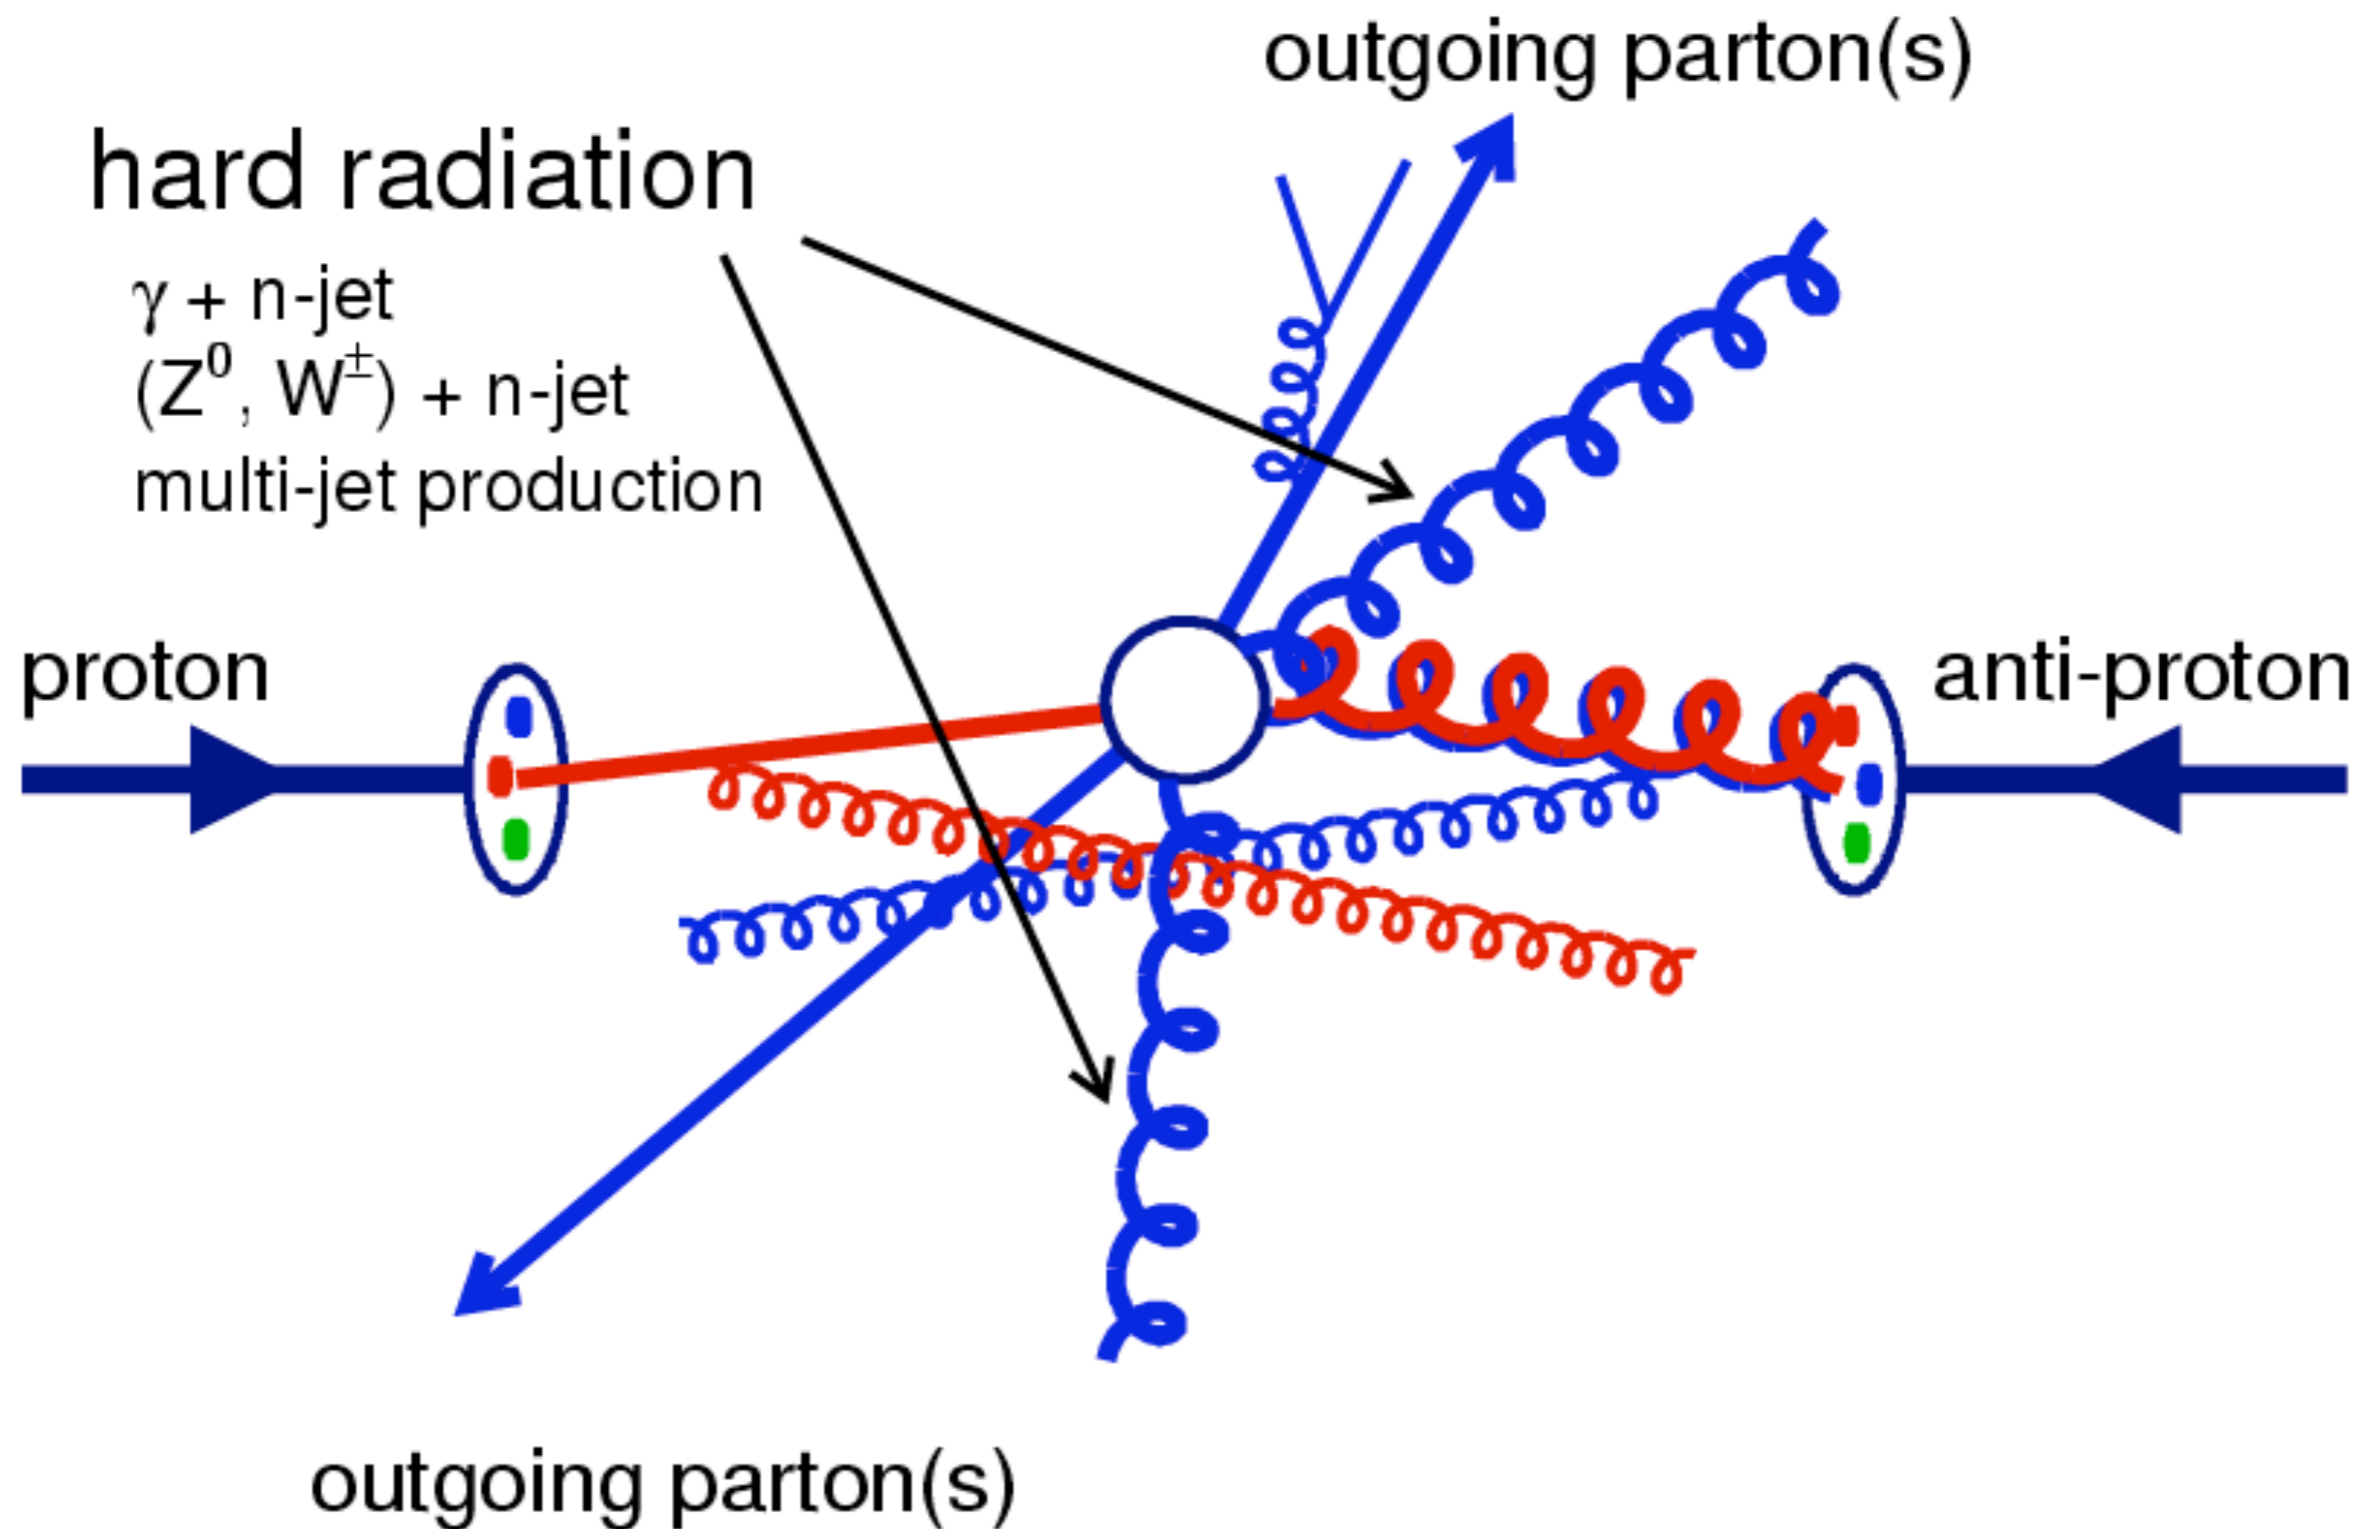 outgoing parton(s)
hard radiation
γ + n-jet
(Z⁰, W±) + n-jet
multi-jet production
proton
anti-proton
outgoing parton(s)